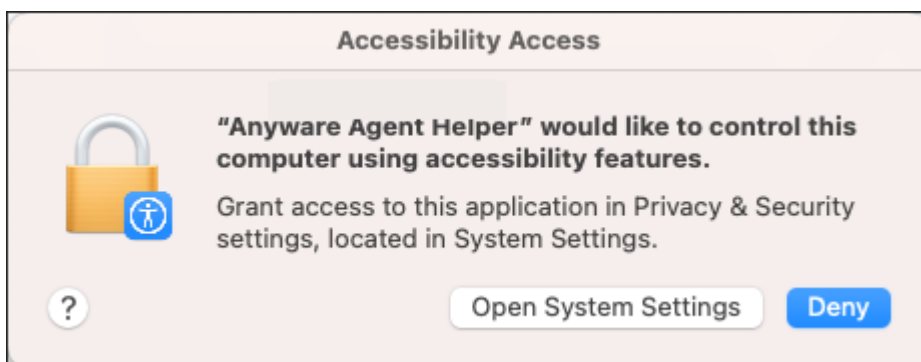 Accessibility Access
“Anyware Agent Helper” would like to control this
computer using accessibility features.
Grant access to this application in Privacy & Security
settings, located in System Settings.
?
Open System Settings
Deny